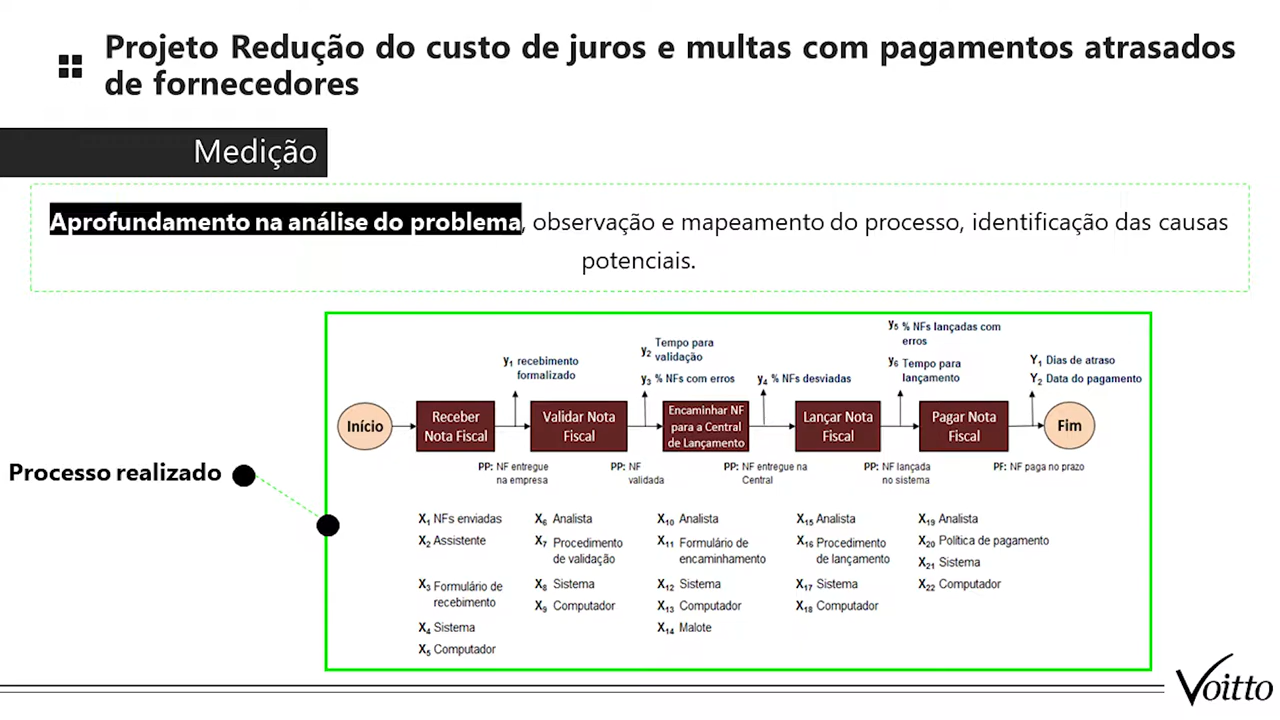 Projeto Redução do custo de juros e multas com pagamentos atrasados
de fornecedores
Medição
Aprofundamento na análise do problema, observação e mapeamento do processo, identificação das causas
potenciais.
y5 % NFs lançadas com
erros
y2 Tempo para
validação
y1 recebimento
formalizado
y3 % NFs com erros
y4 % NFs desviadas
y6 Tempo para
lançamento
Y1 Dias de atraso
Y2 Data do pagamento
Início
Receber
Nota Fiscal
Validar Nota
Fiscal
Encaminhar NF
para a Central
de Lançamento
Lançar Nota
Fiscal
Pagar Nota
Fiscal
Fim
PP: NF entregue
na empresa
PP: NF
validada
PP: NF entregue na
Central
PP: NF lançada
no sistema
PF: NF paga no prazo
Processo realizado
X1 NFs enviadas
X2 Assistente
X3 Formulário de
recebimento
X4 Sistema
X5 Computador
X6 Analista
X7 Procedimento
de validação
X8 Sistema
X9 Computador
X10 Analista
X11 Formulário de
encaminhamento
X12 Sistema
X13 Computador
X14 Malote
X15 Analista
X16 Procedimento
de lançamento
X17 Sistema
X18 Computador
X19 Analista
X20 Política de pagamento
X21 Sistema
X22 Computador
Voitto